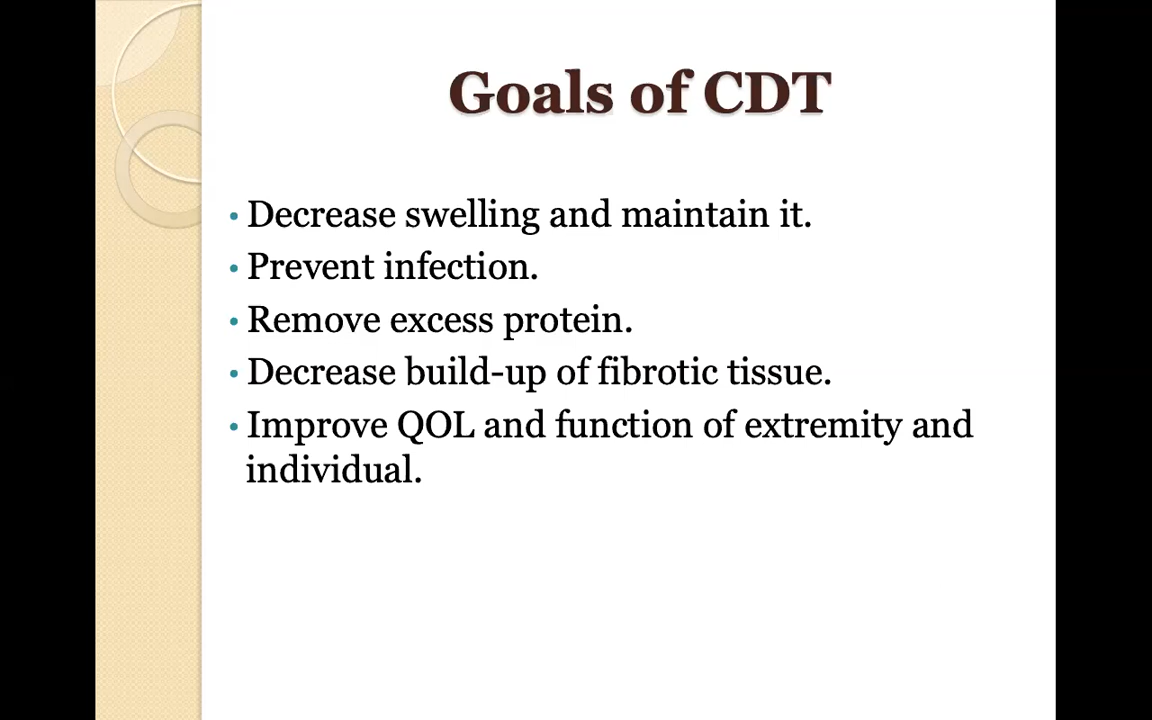 Goals of CDT
• Decrease swelling and maintain it.
• Prevent infection.
• Remove excess protein.
• Decrease build-up of fibrotic tissue.
• Improve QOL and function of extremity and
individual.